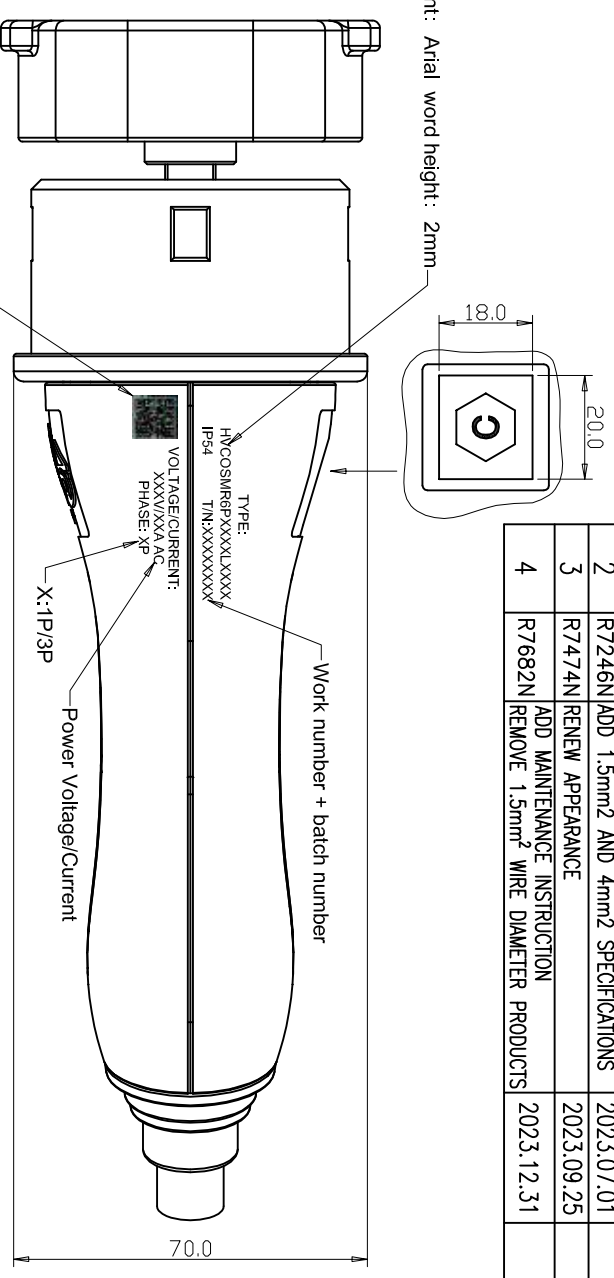 nt: Arial word height: 2mm
18.0
20.0
C
2 R7246N ADD 1.5mm2 AND 4mm2 SPECIFICATIONS 2023.07.01
3 R7474N RENEW APPEARANCE 2023.09.25
4 R7682N ADD MAINTENANCE INSTRUCTION
REMOVE 1.5mm² WIRE DIAMETER PRODUCTS 2023.12.31
TYPE:
HVCOSMR6PXXXXLXXXX
IP54 T/N:XXXXXXXX
VOLTAGE/CURRENT:
XXXV/XXA AC
PHASE: XP
Work number + batch number
Power Voltage/Current
X:1P/3P
70.0